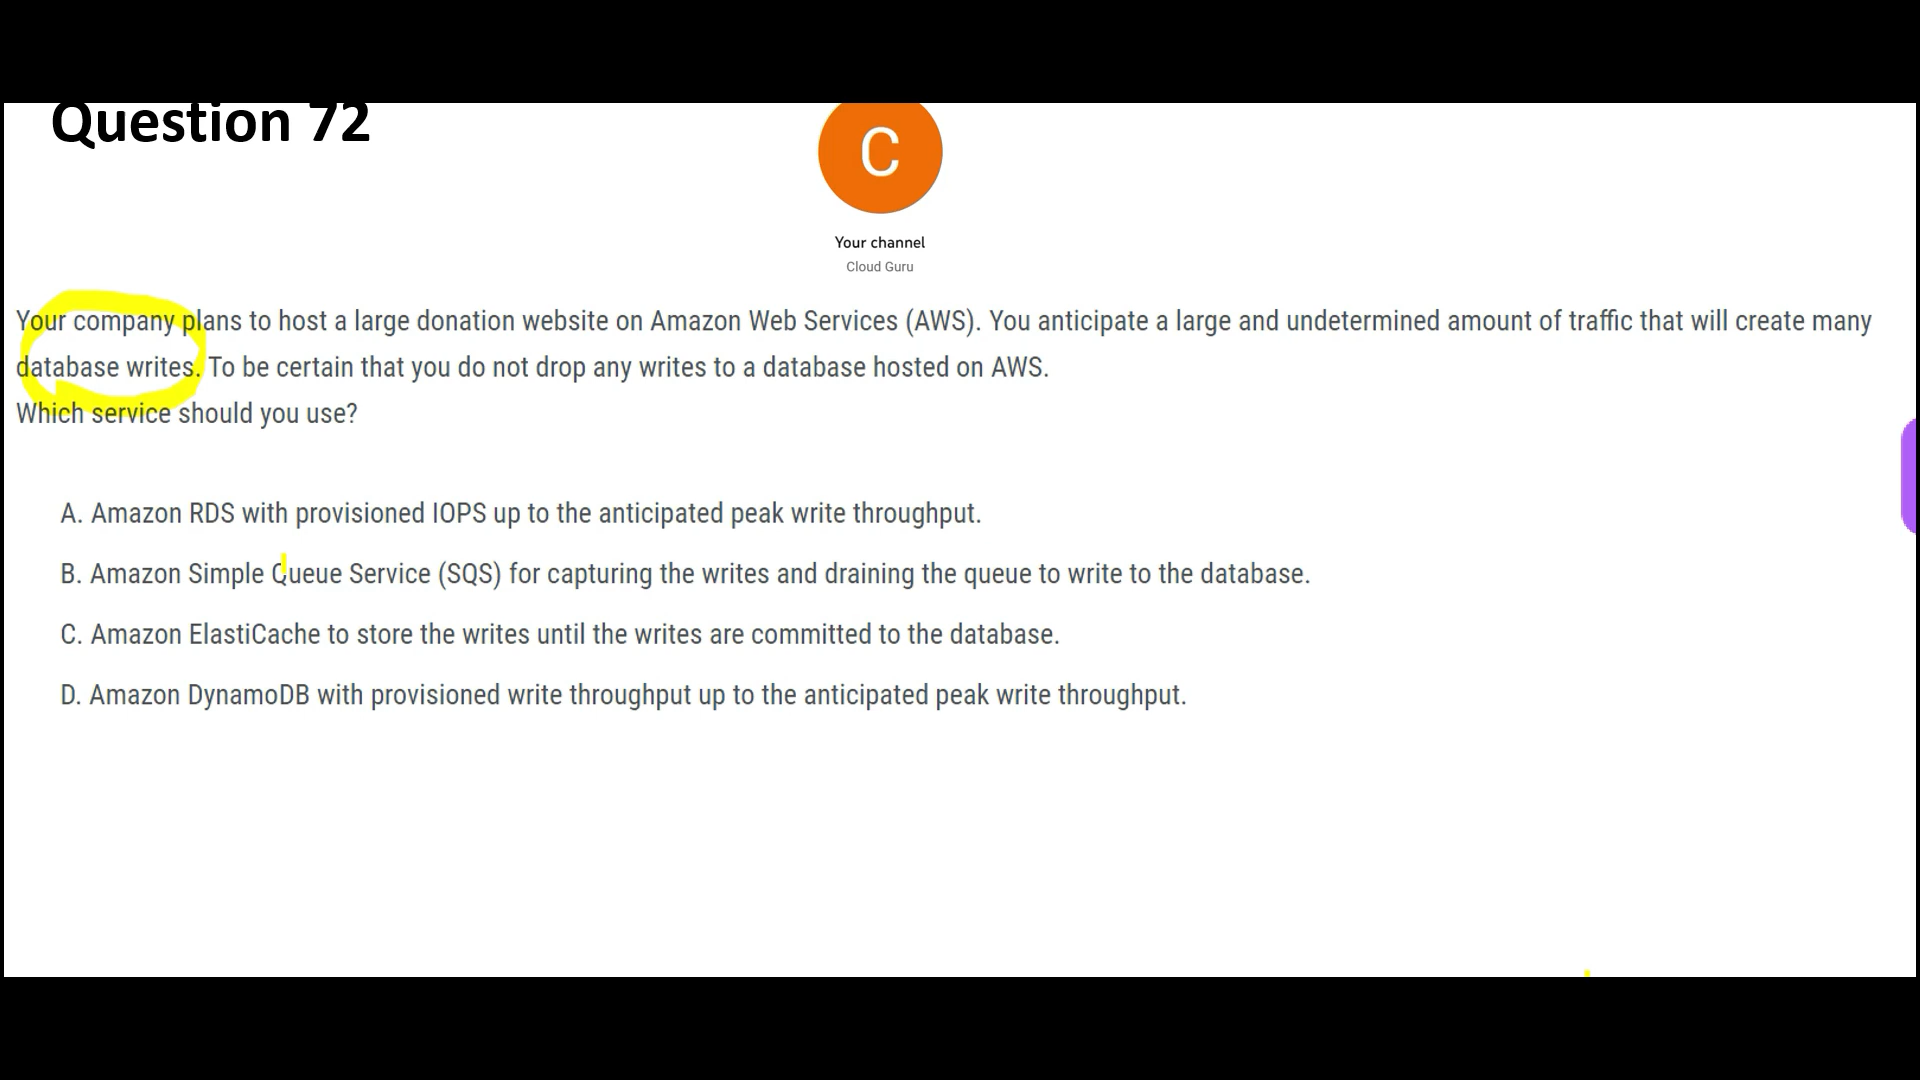 Question 72
C
Your channel
Cloud Guru
Your company plans to host a large donation website on Amazon Web Services (AWS). You anticipate a large and undetermined amount of traffic that will create many
database writes. To be certain that you do not drop any writes to a database hosted on AWS.
Which service should you use?
A. Amazon RDS with provisioned IOPS up to the anticipated peak write throughput.
B. Amazon Simple Queue Service (SQS) for capturing the writes and draining the queue to write to the database.
C. Amazon ElastiCache to store the writes until the writes are committed to the database.
D. Amazon DynamoDB with provisioned write throughput up to the anticipated peak write throughput.